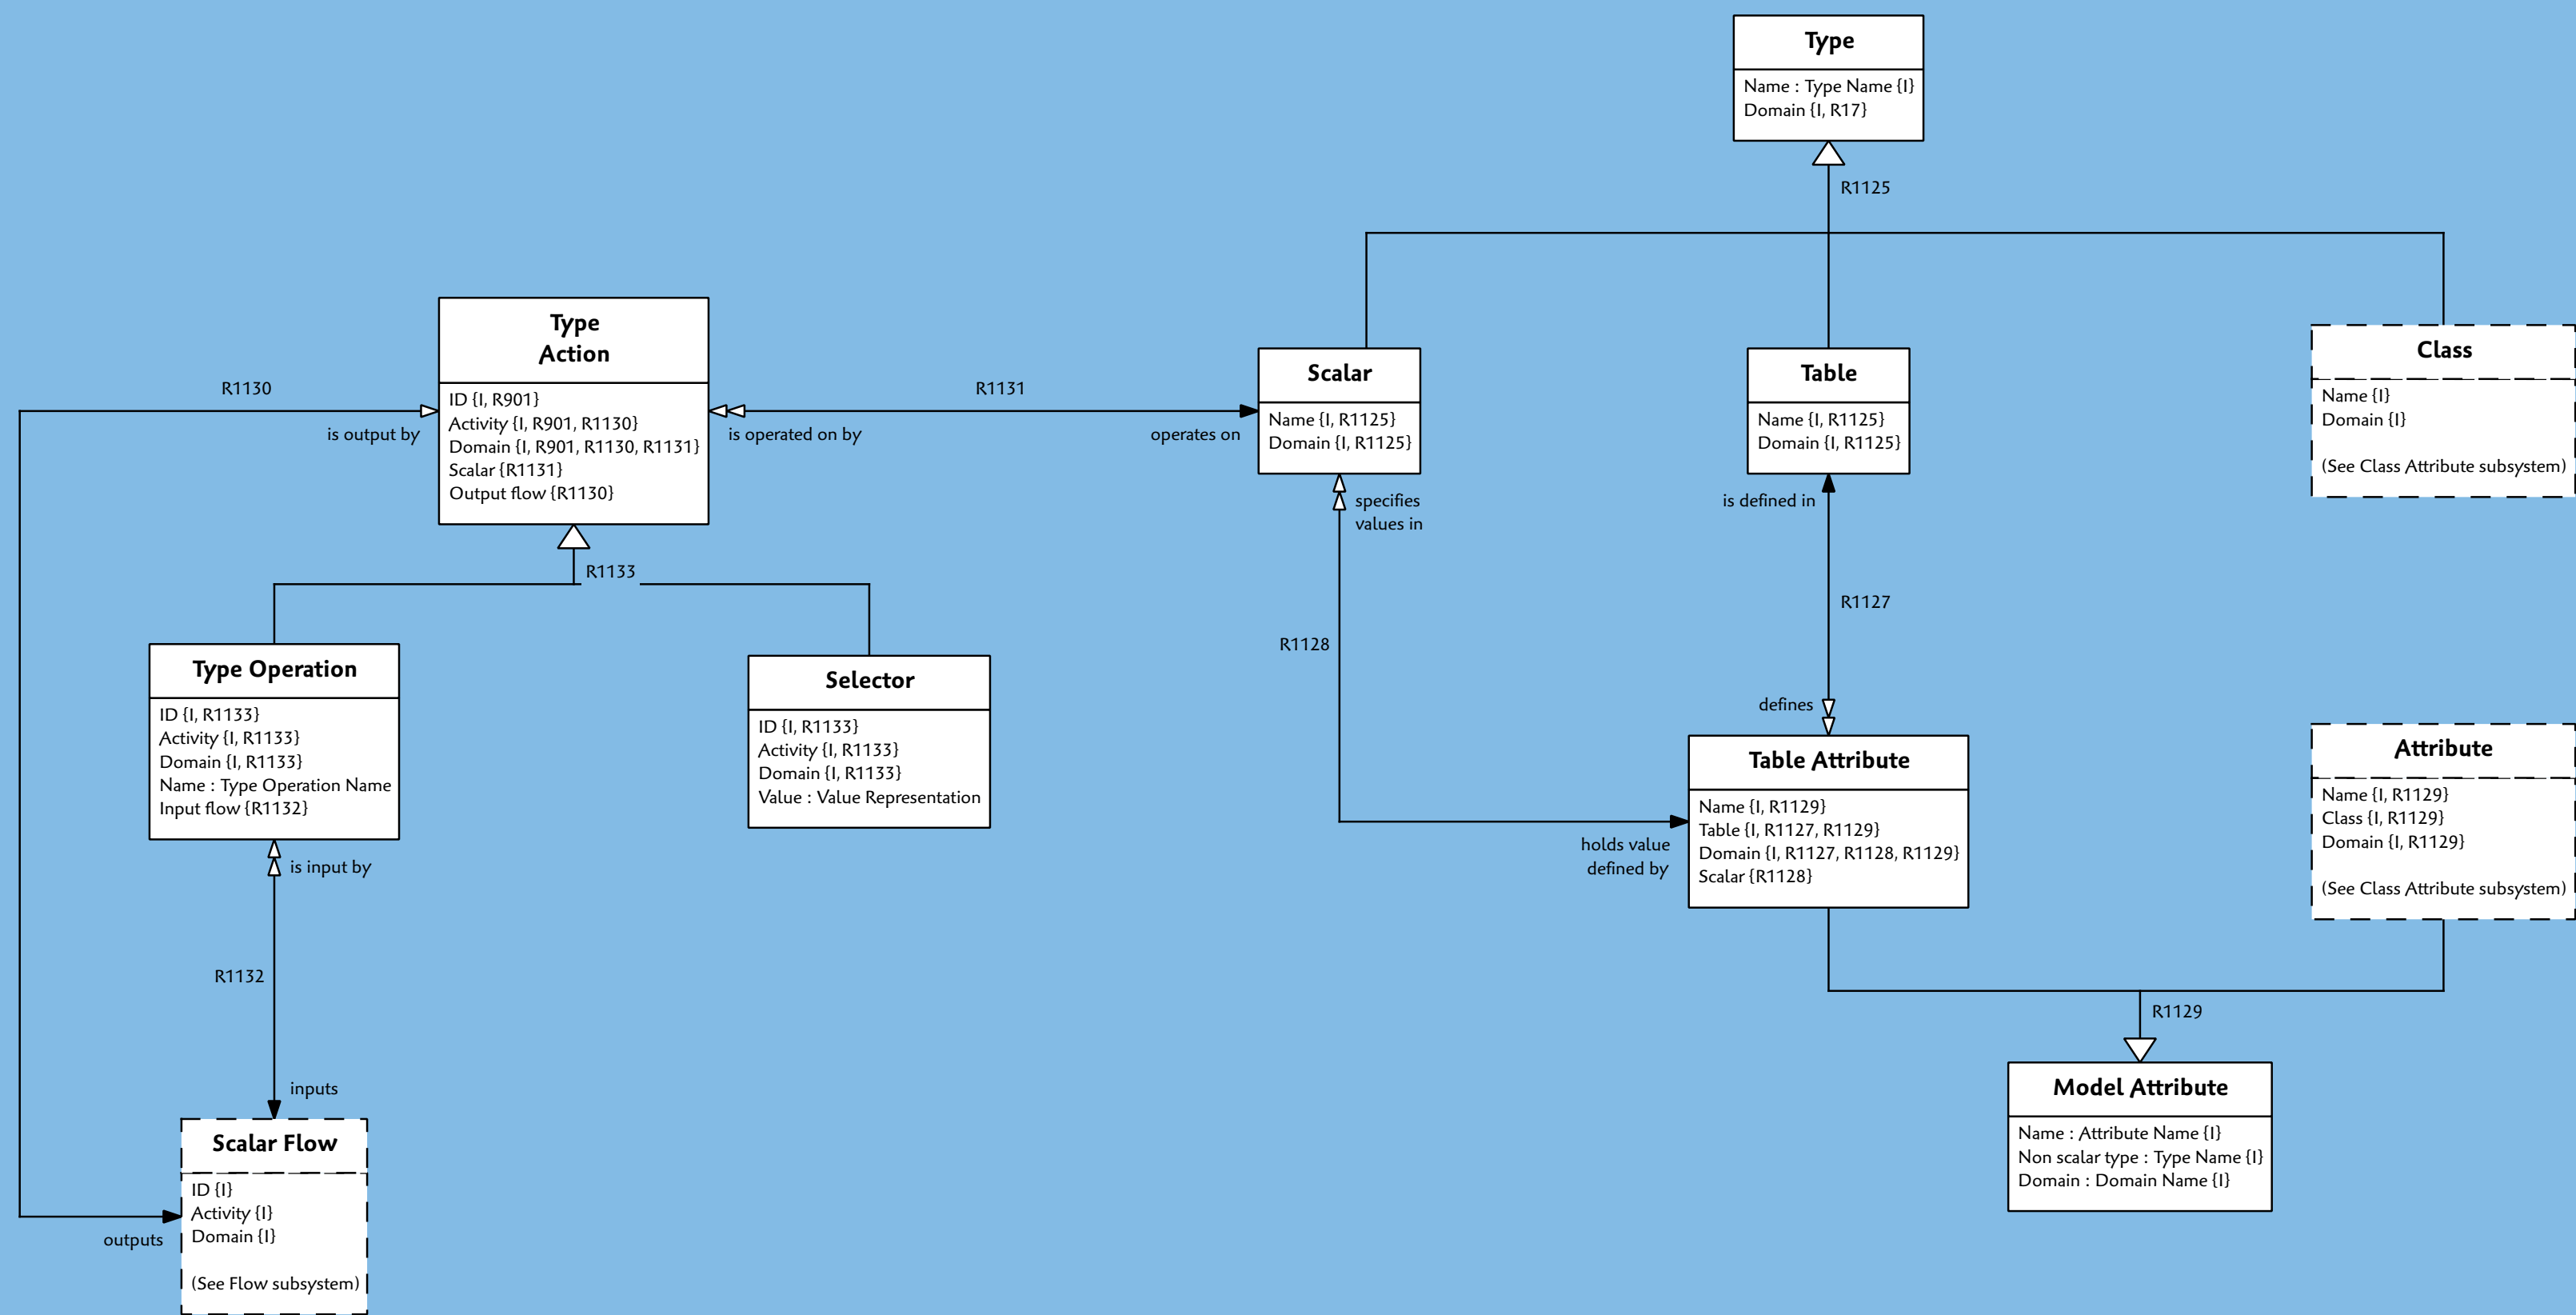 Type
Name : Type Name {I}
Domain {I, R17}
R1125
Type
Action
ID {I, R901}
Activity {I, R901, R1130}
Domain {I, R901, R1130, R1131}
Scalar {R1131}
Output flow {R1130}
R1130
is output by
R1131
is operated on by
operates on
Scalar
Name {I, R1125}
Domain {I, R1125}
Table
Name {I, R1125}
Domain {I, R1125}
Class
Name {I}
Domain {I}
(See Class Attribute subsystem)
specifies
values in
is defined in
R1133
R1127
R1128
defines
Type Operation
ID {I, R1133}
Activity {I, R1133}
Domain {I, R1133}
Name : Type Operation Name
Input flow {R1132}
Selector
ID {I, R1133}
Activity {I, R1133}
Domain {I, R1133}
Value : Value Representation
Table Attribute
Name {I, R1129}
Table {I, R1127, R1129}
Domain {I, R1127, R1128, R1129}
Scalar {R1128}
holds value
defined by
Attribute
Name {I, R1129}
Class {I, R1129}
Domain {I, R1129}
(See Class Attribute subsystem)
is input by
R1132
inputs
R1129
Model Attribute
Name : Attribute Name {I}
Non scalar type : Type Name {I}
Domain : Domain Name {I}
Scalar Flow
ID {I}
Activity {I}
Domain {I}
(See Flow subsystem)
outputs